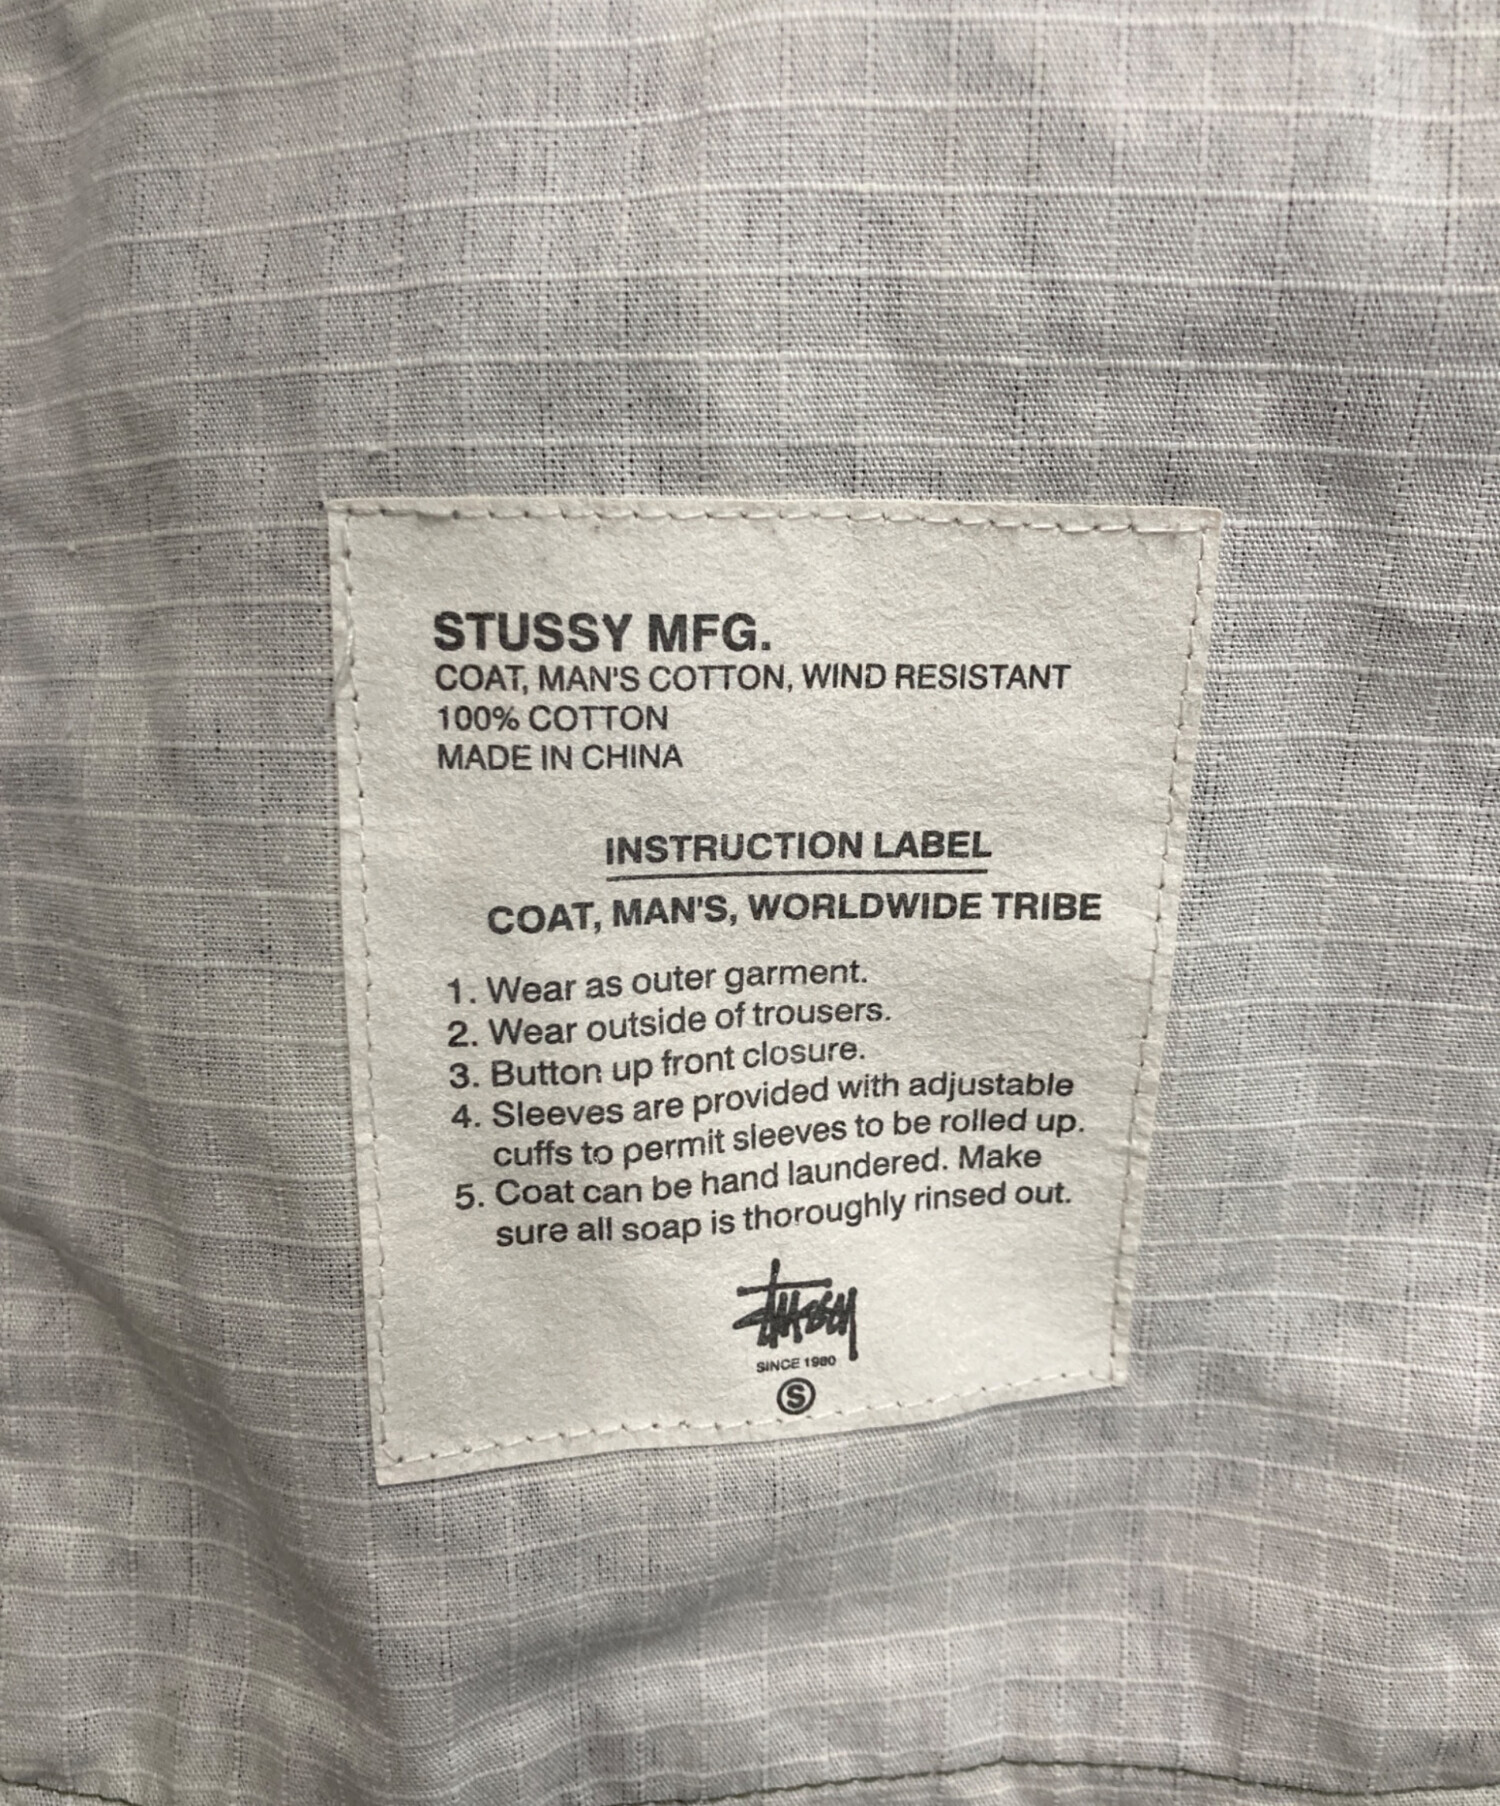 STUSSY MFG.
COAT, MAN'S COTTON, WIND RESISTANT
100% COTTON
MADE IN CHINA
INSTRUCTION LABEL
COAT, MAN'S, WORLDWIDE TRIBE
1. Wear as outer garment.
2. Wear outside of trousers.
3. Button up front closure.
4. Sleeves are provided with adjustable
cuffs to permit sleeves to be rolled up.
5. Coat can be hand laundered. Make
sure all soap is thoroughly rinsed out.
Stüssy
SINCE 1980
S